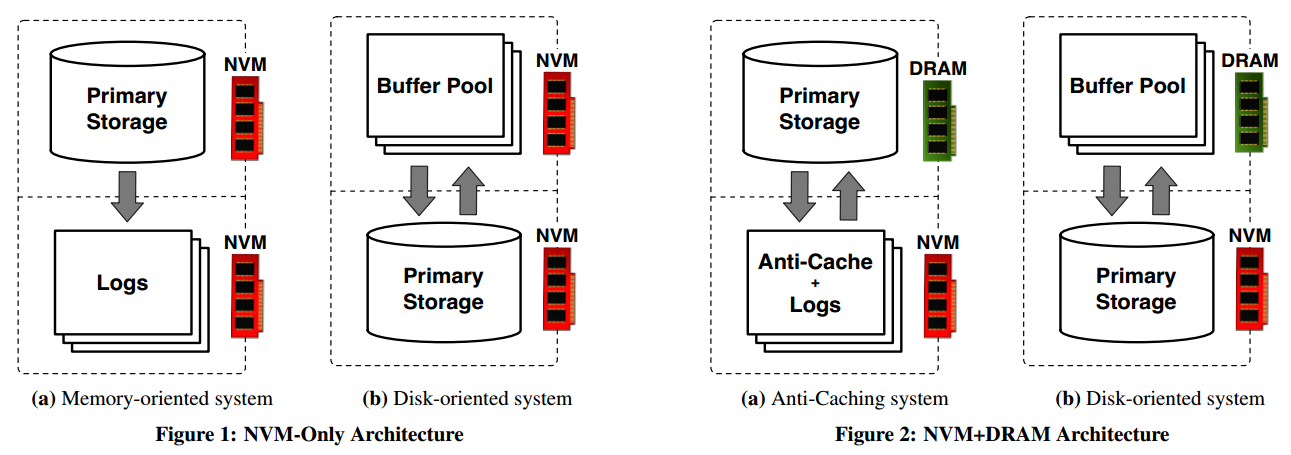 NVM
Primary
Storage
NVM
Logs
(a) Memory-oriented system
NVM
Buffer Pool
NVM
Primary
Storage
(b) Disk-oriented system
Figure 1: NVM-Only Architecture
DRAM
Primary
Storage
NVM
Anti-Cache
+
Logs
(a) Anti-Caching system
DRAM
Buffer Pool
NVM
Primary
Storage
(b) Disk-oriented system
Figure 2: NVM+DRAM Architecture